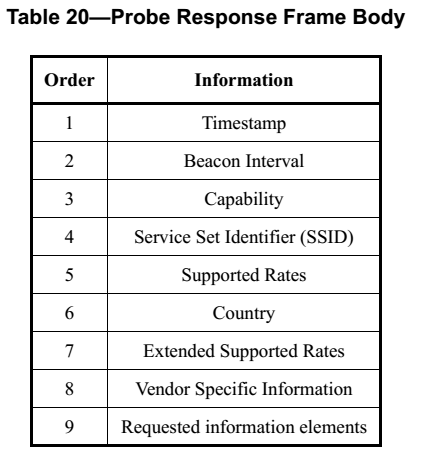 Table 20—Probe Response Frame Body
Order Information
1 Timestamp
2 Beacon Interval
3 Capability
4 Service Set Identifier (SSID)
5 Supported Rates
6 Country
7 Extended Supported Rates
8 Vendor Specific Information
9 Requested information elements